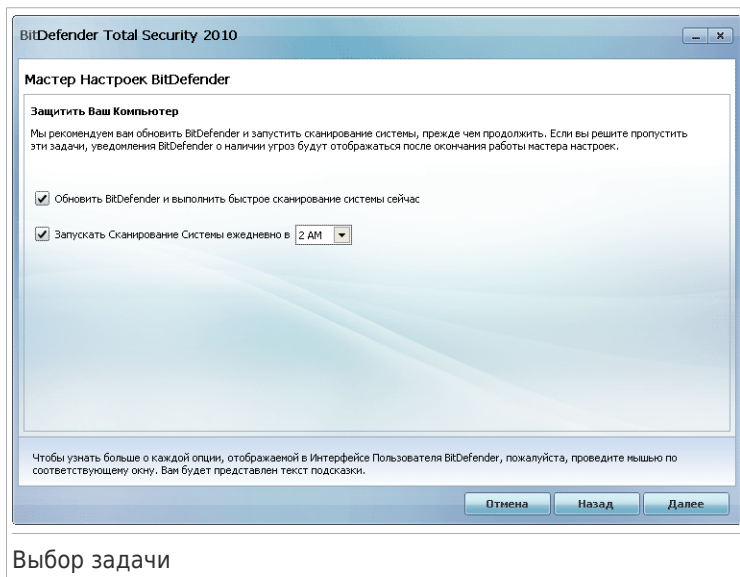 BitDefender Total Security 2010
Мастер Настроек BitDefender
Защитить Ваш Компьютер
Мы рекомендуем вам обновить BitDefender и запустить сканирование системы, прежде чем продолжить. Если вы решите пропустить
эти задачи, уведомления BitDefender о наличии угроз будут отображаться после окончания работы мастера настроек.
Обновить BitDefender и выполнить быстрое сканирование системы сейчас
Запускать Сканирование Системы ежедневно в 2 AM
Чтобы узнать больше о каждой опции, отображаемой в Интерфейсе Пользователя BitDefender, пожалуйста, проведите мышью по
соответствующему окну. Вам будет представлен текст подсказки.
Отмена Назад Далее
Выбор задачи